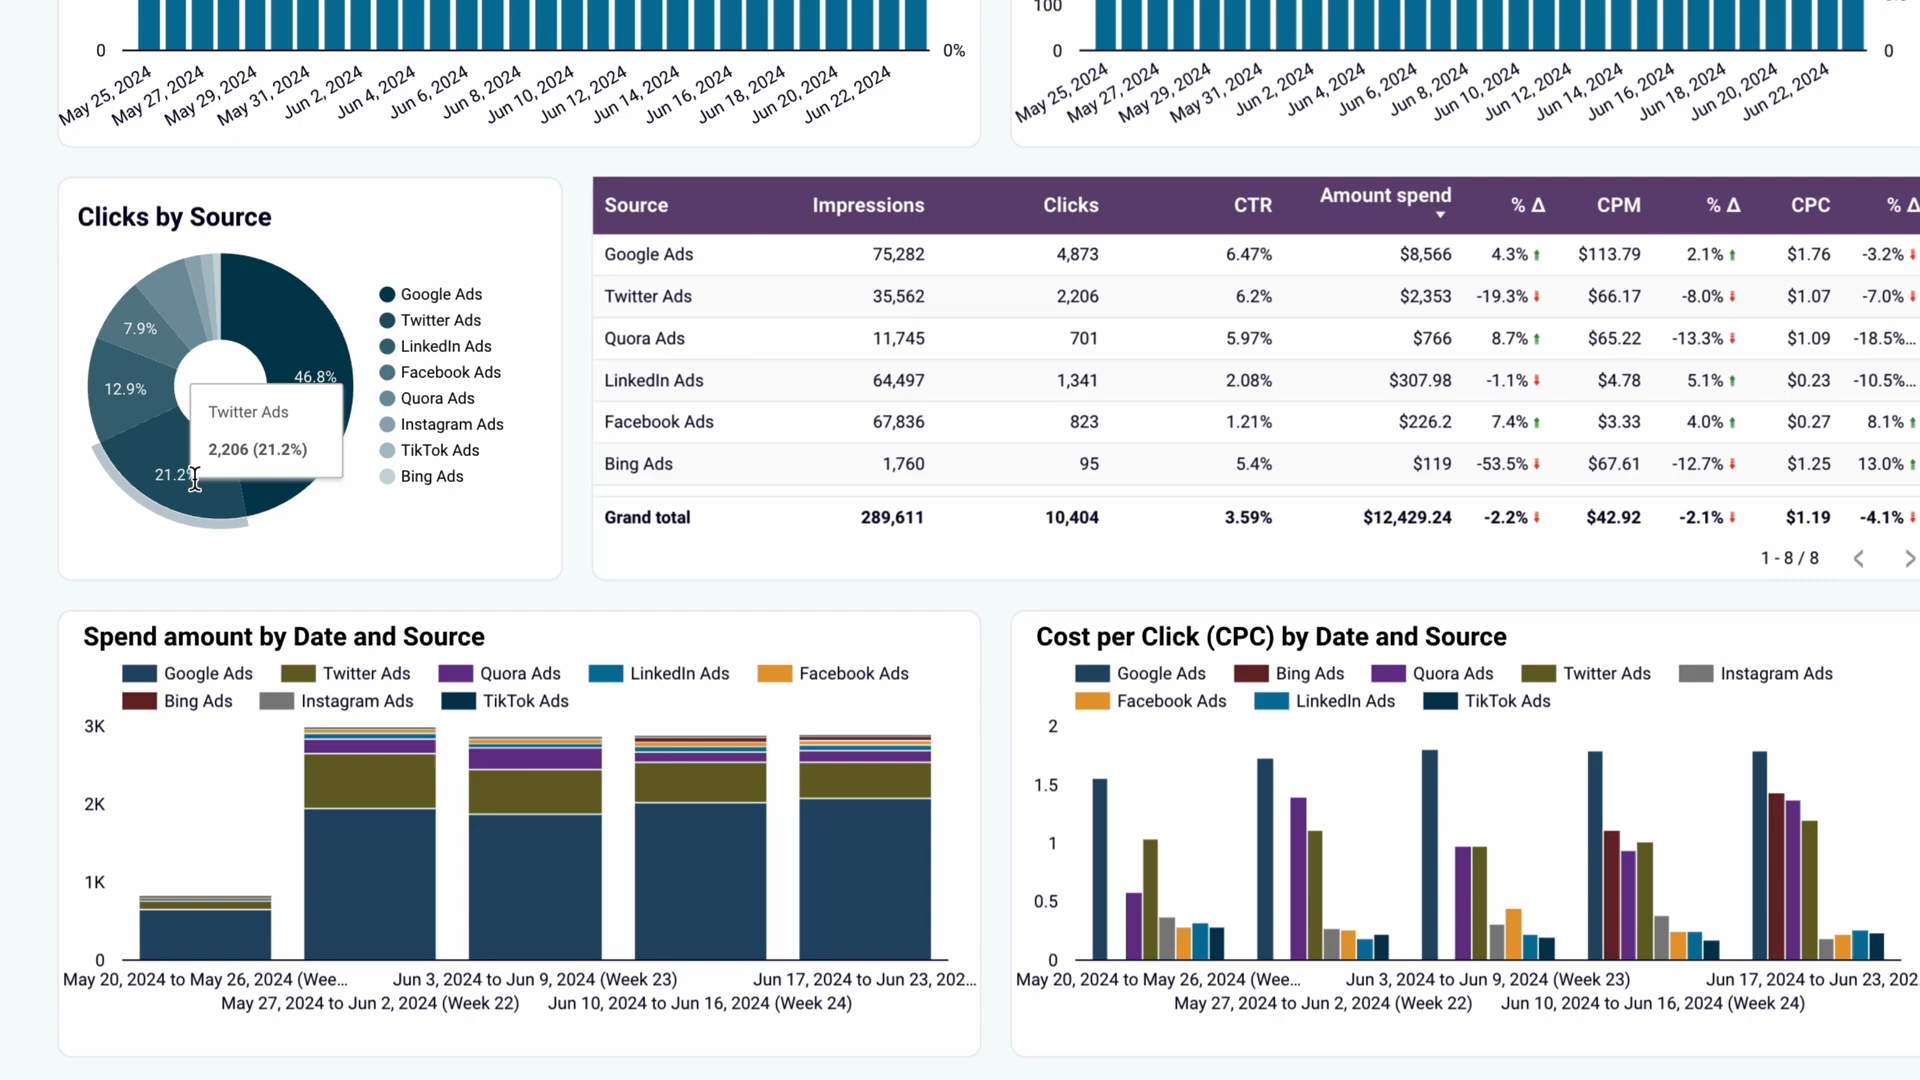 0
0%
May 25, 2024
May 27, 2024
May 29, 2024
May 31, 2024
Jun 2, 2024
Jun 4, 2024
Jun 6, 2024
Jun 8, 2024
Jun 10, 2024
Jun 12, 2024
Jun 14, 2024
Jun 16, 2024
Jun 18, 2024
Jun 20, 2024
Jun 22, 2024
100
0
0
May 25, 2024
May 27, 2024
May 29, 2024
May 31, 2024
Jun 2, 2024
Jun 4, 2024
Jun 6, 2024
Jun 8, 2024
Jun 10, 2024
Jun 12, 2024
Jun 14, 2024
Jun 16, 2024
Jun 18, 2024
Jun 20, 2024
Jun 22, 2024
Clicks by Source
46.8%
7.9%
12.9%
21.2
Twitter Ads
2,206 (21.2%)
Google Ads
Twitter Ads
LinkedIn Ads
Facebook Ads
Quora Ads
Instagram Ads
TikTok Ads
Bing Ads
Source Impressions Clicks CTR Amount spend % Δ CPM % Δ CPC % Δ
Google Ads 75,282 4,873 6.47% $8,566 4.3% $113.79 2.1% $1.76 -3.2%
Twitter Ads 35,562 2,206 6.2% $2,353 -19.3% $66.17 -8.0% $1.07 -7.0%
Quora Ads 11,745 701 5.97% $766 8.7% $65.22 -13.3% $1.09 -18.5%...
LinkedIn Ads 64,497 1,341 2.08% $307.98 -1.1% $4.78 5.1% $0.23 -10.5%...
Facebook Ads 67,836 823 1.21% $226.2 7.4% $3.33 4.0% $0.27 8.1%
Bing Ads 1,760 95 5.4% $119 -53.5% $67.61 -12.7% $1.25 13.0%
Grand total 289,611 10,404 3.59% $12,429.24 -2.2% $42.92 -2.1% $1.19 -4.1%
1 - 8 / 8
Spend amount by Date and Source
Google Ads Twitter Ads Quora Ads LinkedIn Ads Facebook Ads
Bing Ads Instagram Ads TikTok Ads
3K
2K
1K
0
May 20, 2024 to May 26, 2024 (Wee... Jun 3, 2024 to Jun 9, 2024 (Week 23) Jun 17, 2024 to Jun 23, 202...
May 27, 2024 to Jun 2, 2024 (Week 22) Jun 10, 2024 to Jun 16, 2024 (Week 24)
Cost per Click (CPC) by Date and Source
Google Ads Bing Ads Quora Ads Twitter Ads Instagram Ads
Facebook Ads LinkedIn Ads TikTok Ads
2
1.5
1
0.5
0
May 20, 2024 to May 26, 2024 (Wee... Jun 3, 2024 to Jun 9, 2024 (Week 23) Jun 17, 2024 to Jun 23, 202
May 27, 2024 to Jun 2, 2024 (Week 22) Jun 10, 2024 to Jun 16, 2024 (Week 24)